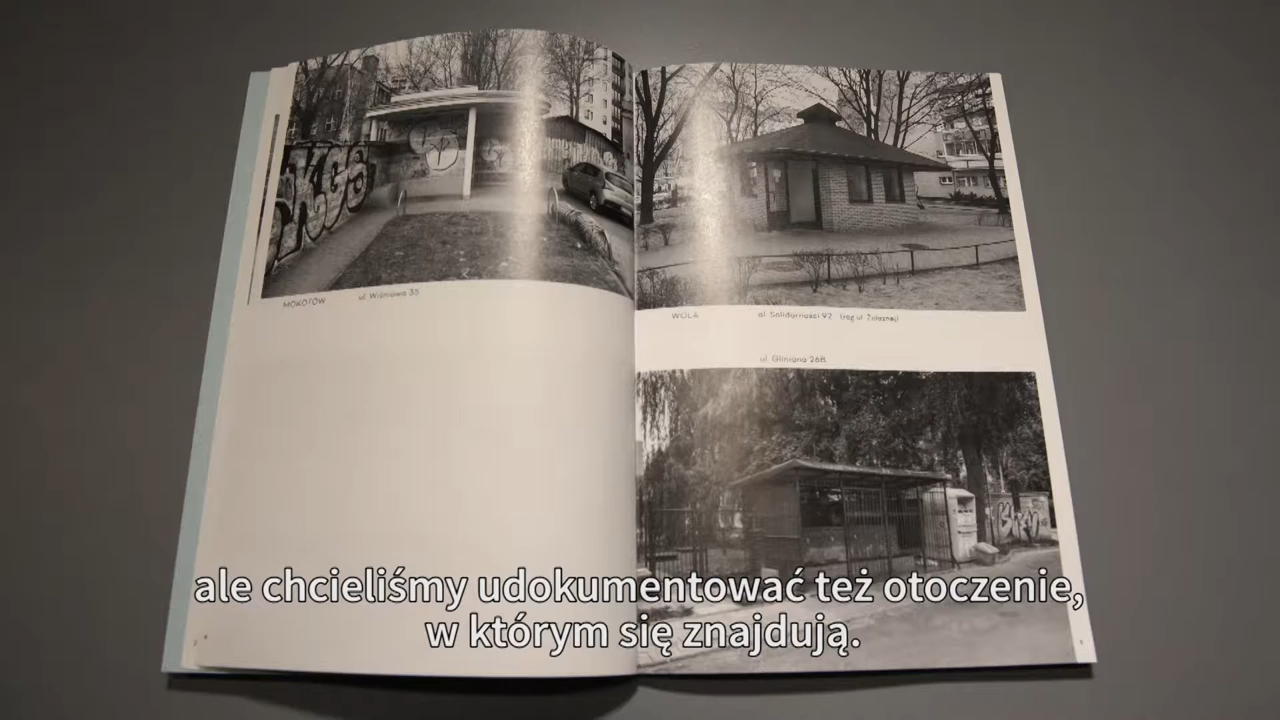 MOKOTÓW ul. Wiśniowa 35
WOLA al. Solidarności 92 (róg ul. Żelaznej)
ul. Gliniana 26B
ale chcieliśmy udokumentować też otoczenie,
w którym się znajdują.